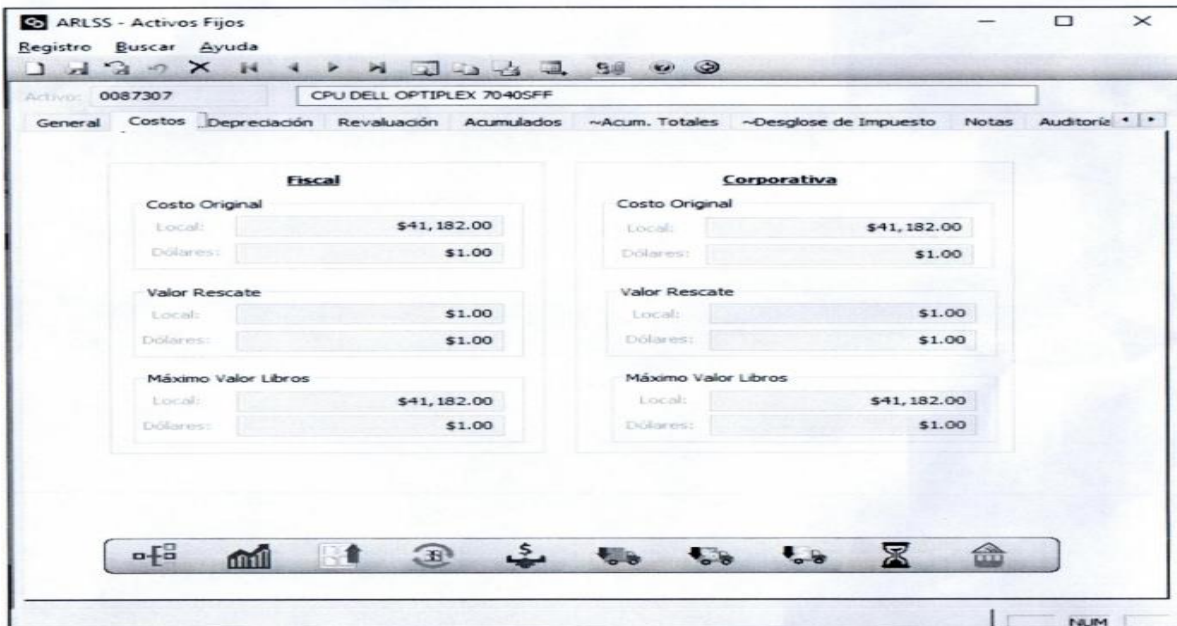 ARLSS - Activos Fijos
Registro Buscar Ayuda
Activo: 0087307 CPU DELL OPTIPLEX 7040SFF
General Costos Depreciación Revaluación Acumulados ~Acum. Totales ~Desglose de Impuesto Notas Auditoría
Fiscal
Costo Original
Local: $41,182.00
Dólares: $1.00
Valor Rescate
Local: $1.00
Dólares: $1.00
Máximo Valor Libros
Local: $41,182.00
Dólares: $1.00
Corporativa
Costo Original
Local: $41,182.00
Dólares: $1.00
Valor Rescate
Local: $1.00
Dólares: $1.00
Máximo Valor Libros
Local: $41,182.00
Dólares: $1.00
NUM